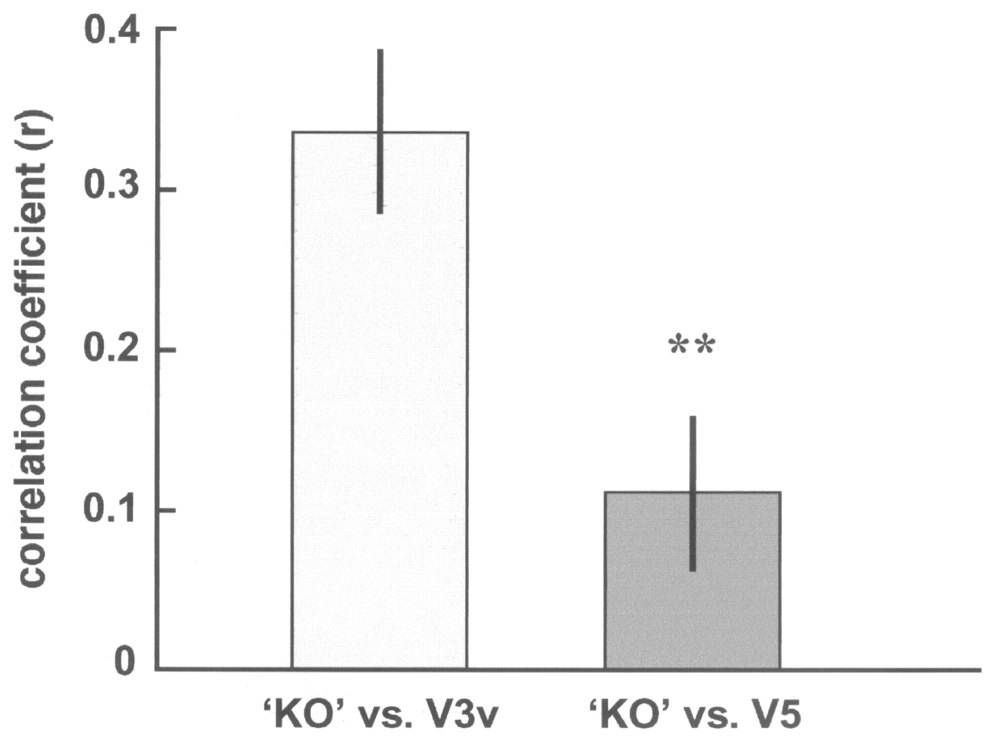 correlation coefficient (r)
0.4
0.3
0.2
0.1
0
**
‘KO’ vs. V3v
‘KO’ vs. V5